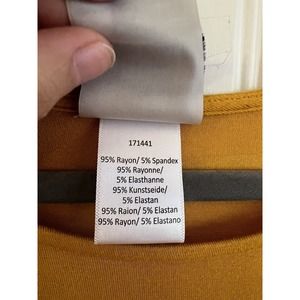 171441
95% Rayon/ 5% Spandex
95% Rayonne/
5% Elasthanne
95% Kunstseide/
5% Elastan
95% Raion/ 5% Elastan
95% Rayon/ 5% Elastano